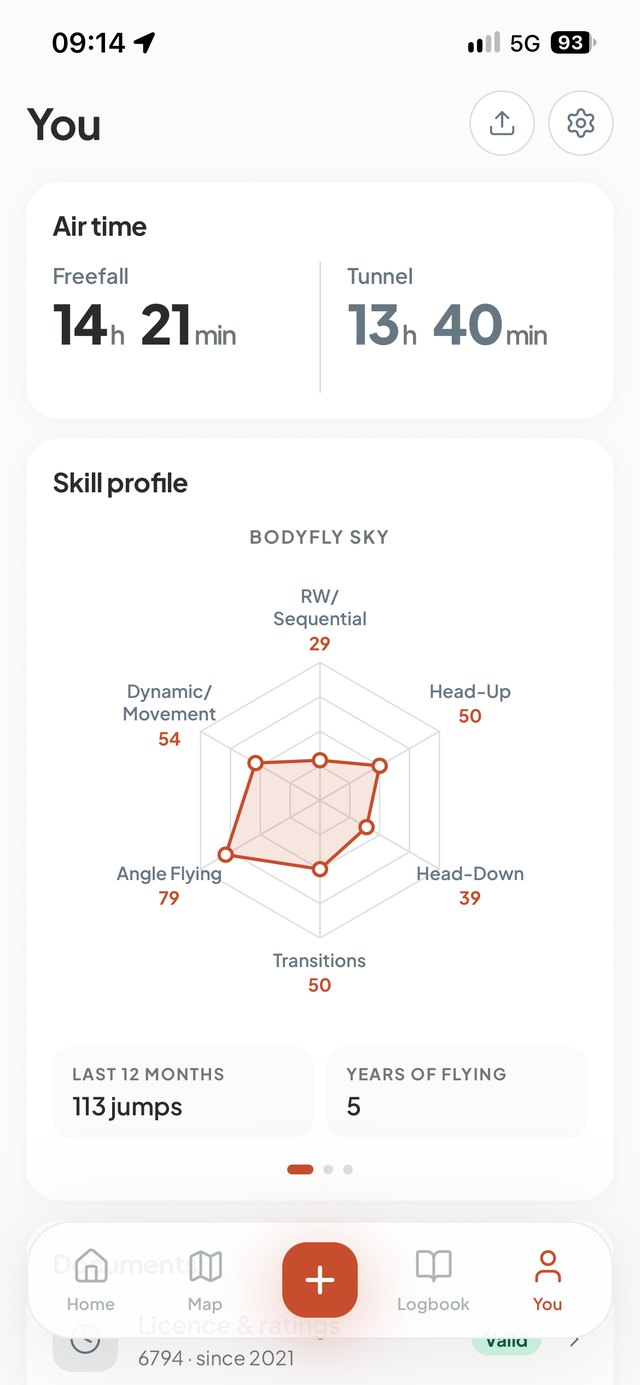 09:14
5G 93
You
Air time
Freefall
14h 21min
Tunnel
13h 40min
Skill profile
BODYFLY SKY
RW/
Sequential
29
Head-Up
50
Head-Down
39
Transitions
50
Angle Flying
79
Dynamic/
Movement
54
LAST 12 MONTHS
113 jumps
YEARS OF FLYING
5
Documents
Licence & ratings
6794 · since 2021
Valid
Home
Map
Logbook
You